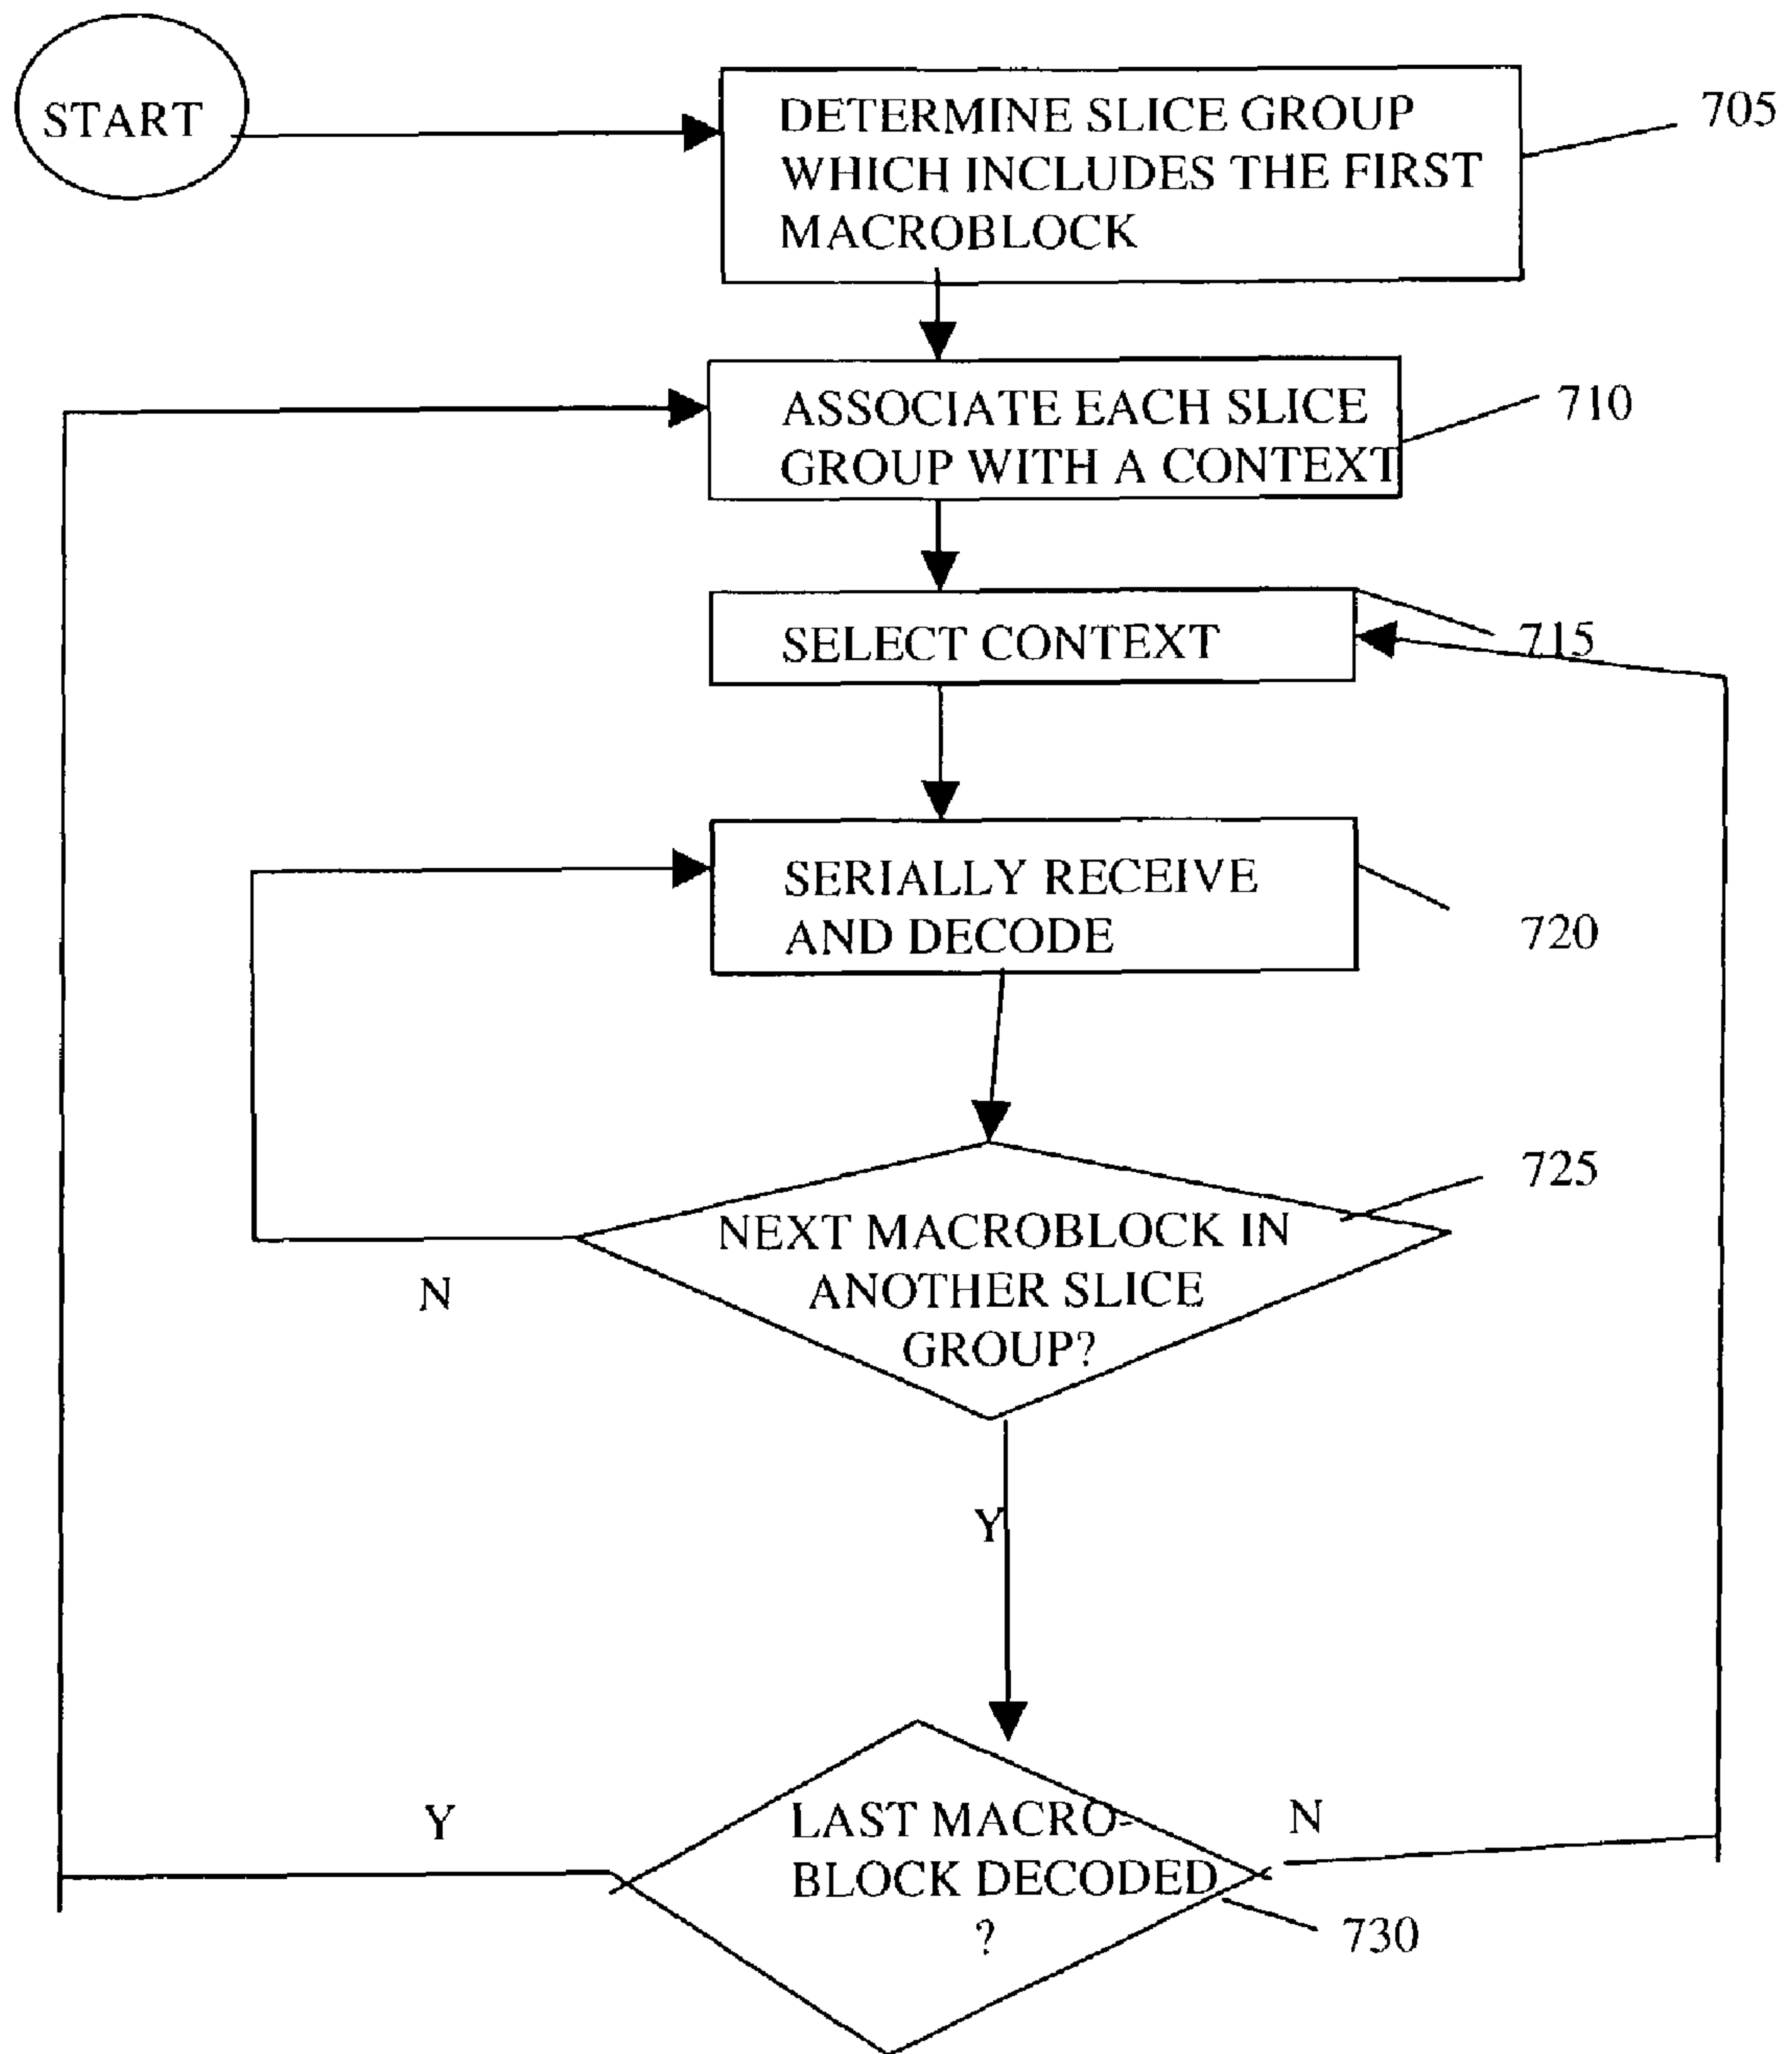 START
DETERMINE SLICE GROUP
WHICH INCLUDES THE FIRST
MACROBLOCK
705
ASSOCIATE EACH SLICE
GROUP WITH A CONTEXT
710
SELECT CONTEXT
715
SERIALLY RECEIVE
AND DECODE
720
725
NEXT MACROBLOCK IN
ANOTHER SLICE
GROUP?
N
Y
Y
LAST MACRO-
BLOCK DECODED
?
N
730